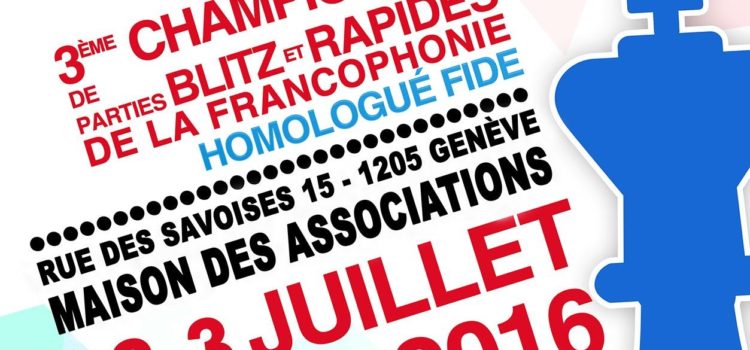 3ÈME CHAMPIO
DE PARTIES BLITZ ET RAPIDES
DE LA FRANCOPHONIE
HOMOLOGUÉ FIDE
RUE DES SAVOISES 15 - 1205 GENÈVE
MAISON DES ASSOCIATIONS
3 JUILLET
2016